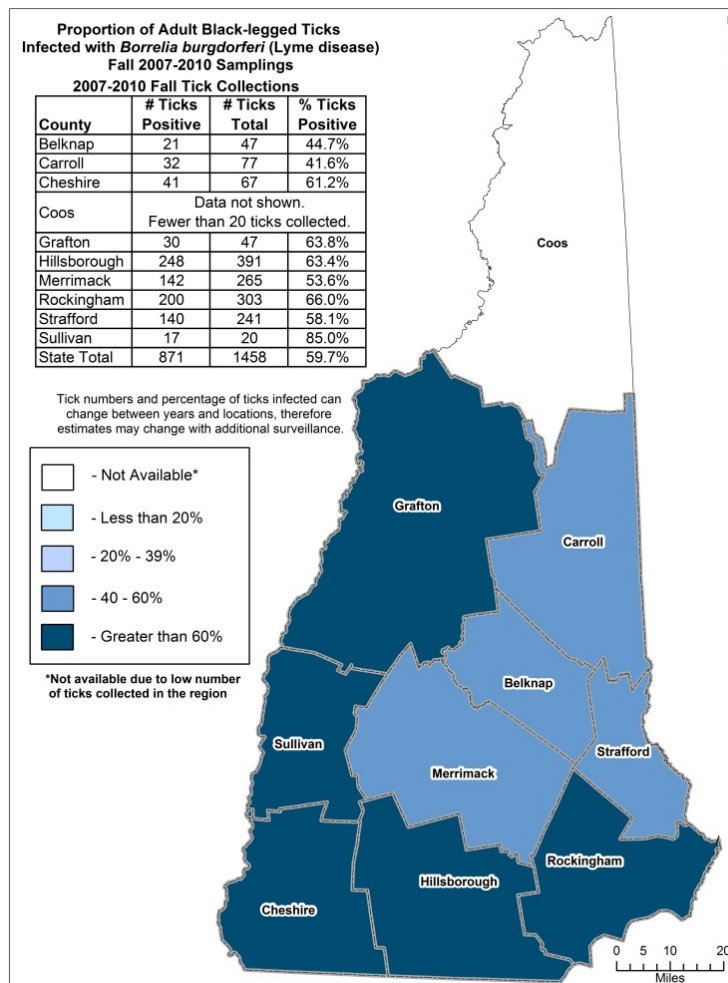 Proportion of Adult Black-legged Ticks
Infected with Borrelia burgdorferi (Lyme disease)
Fall 2007-2010 Samplings
2007-2010 Fall Tick Collections
County # Ticks Positive # Ticks Total % Ticks Positive
Belknap 21 47 44.7%
Carroll 32 77 41.6%
Cheshire 41 67 61.2%
Coos Data not shown. Fewer than 20 ticks collected.
Grafton 30 47 63.8%
Hillsborough 248 391 63.4%
Merrimack 142 265 53.6%
Rockingham 200 303 66.0%
Strafford 140 241 58.1%
Sullivan 17 20 85.0%
State Total 871 1458 59.7%
Tick numbers and percentage of ticks infected can
change between years and locations, therefore
estimates may change with additional surveillance.
- Not Available*
- Less than 20%
- 20% - 39%
- 40 - 60%
- Greater than 60%
*Not available due to low number
of ticks collected in the region
Coos
Grafton
Carroll
Belknap
Sullivan
Strafford
Merrimack
Rockingham
Hillsborough
Cheshire
0 5 10 20
Miles